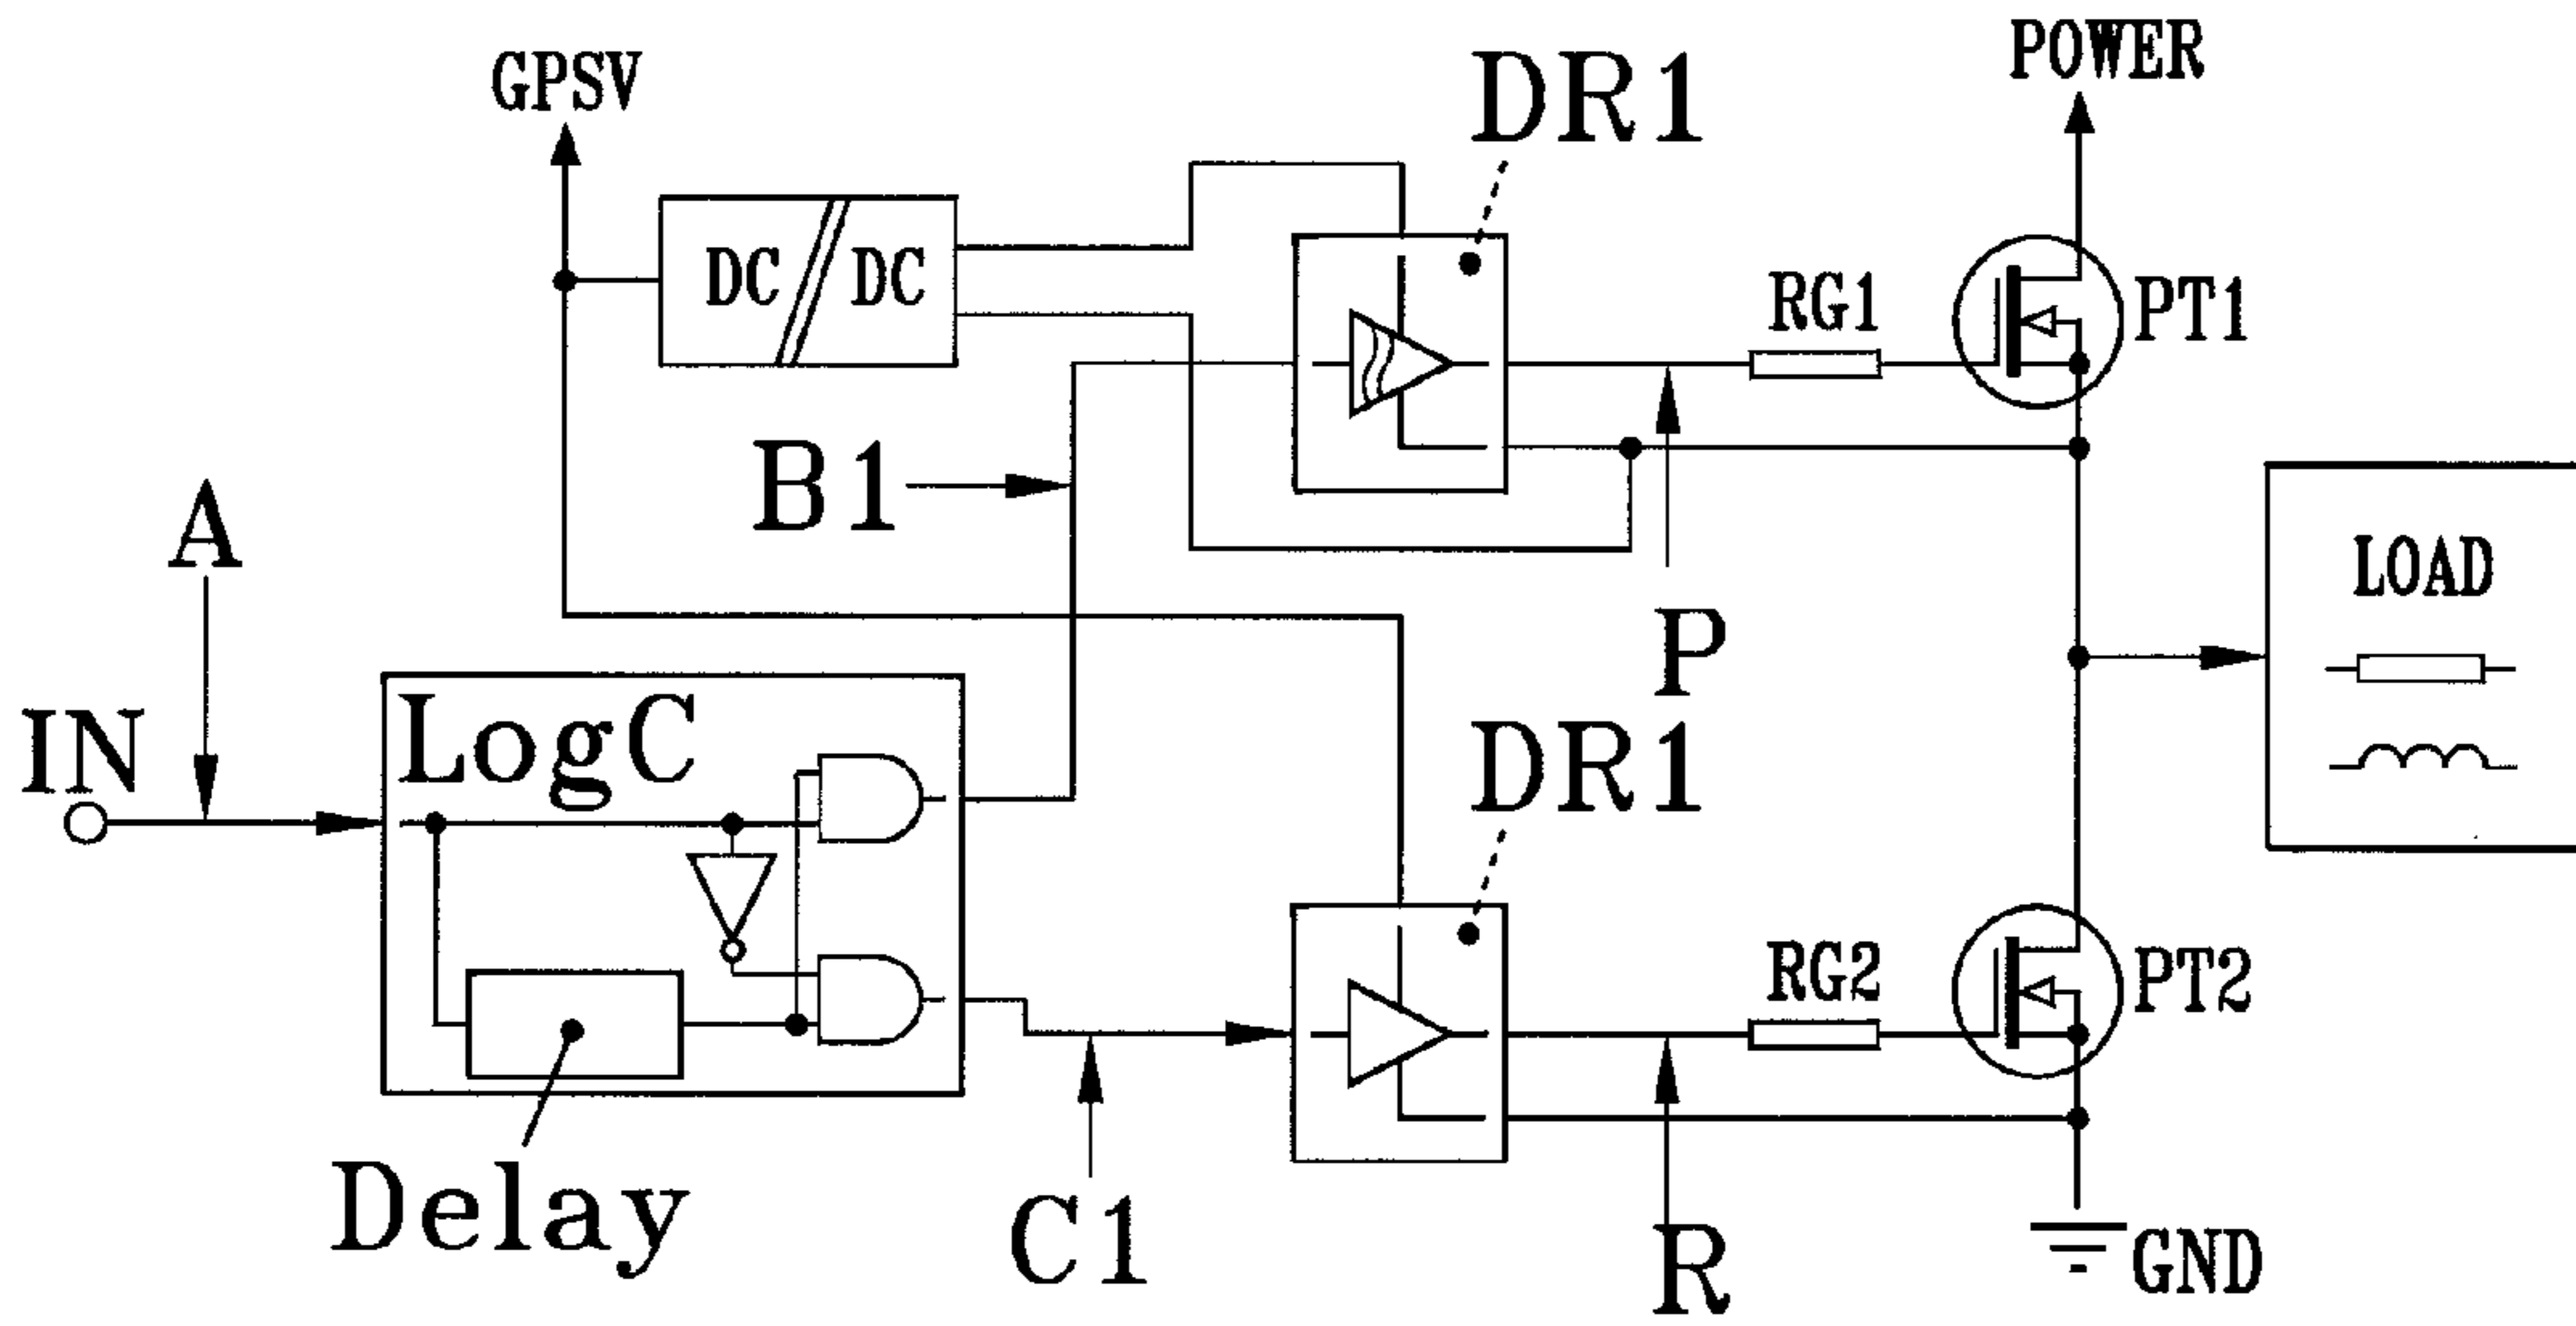 GPSV
DR1
POWER
DC
DC
RG1
PT1
B1
A
LOAD
P
IN
LogC
DR1
RG2
PT2
Delay
C1
R
GND